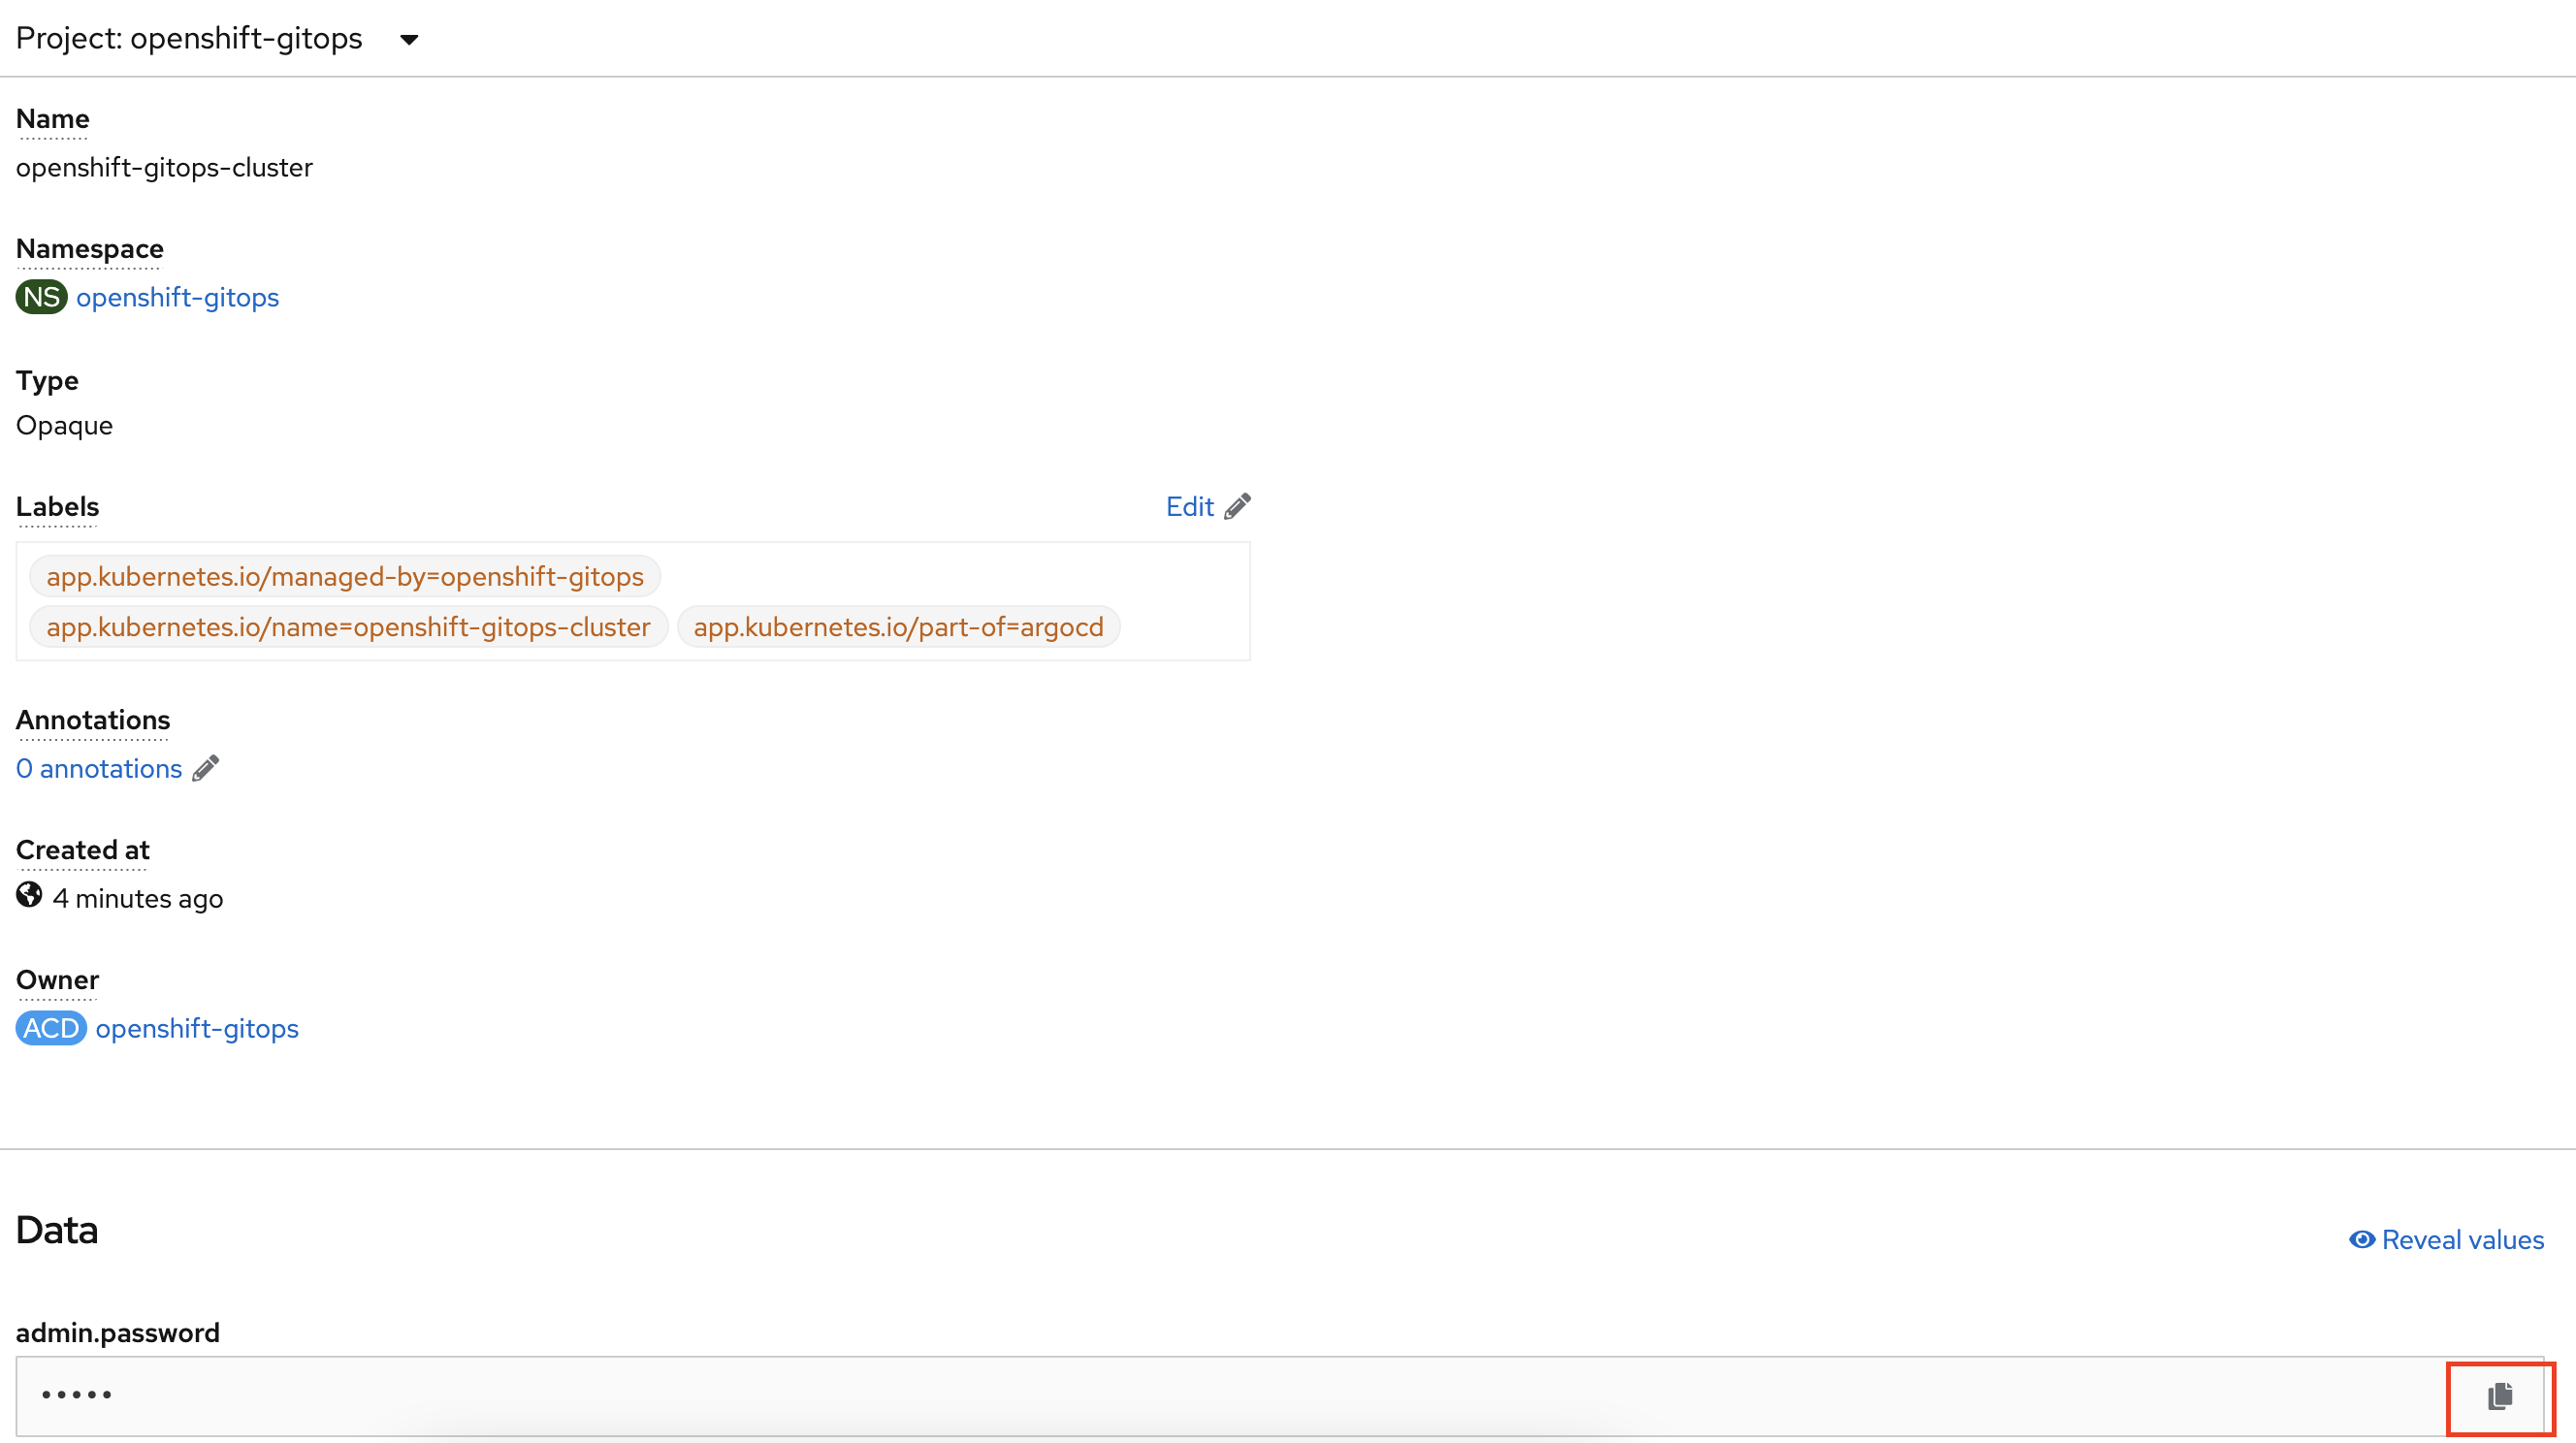 Project: openshift-gitops
Name
openshift-gitops-cluster
Namespace
NS openshift-gitops
Type
Opaque
Labels Edit
app.kubernetes.io/managed-by=openshift-gitops
app.kubernetes.io/name=openshift-gitops-cluster app.kubernetes.io/part-of=argocd
Annotations
0 annotations
Created at
4 minutes ago
Owner
ACD openshift-gitops
Data Reveal values
admin.password
•••••